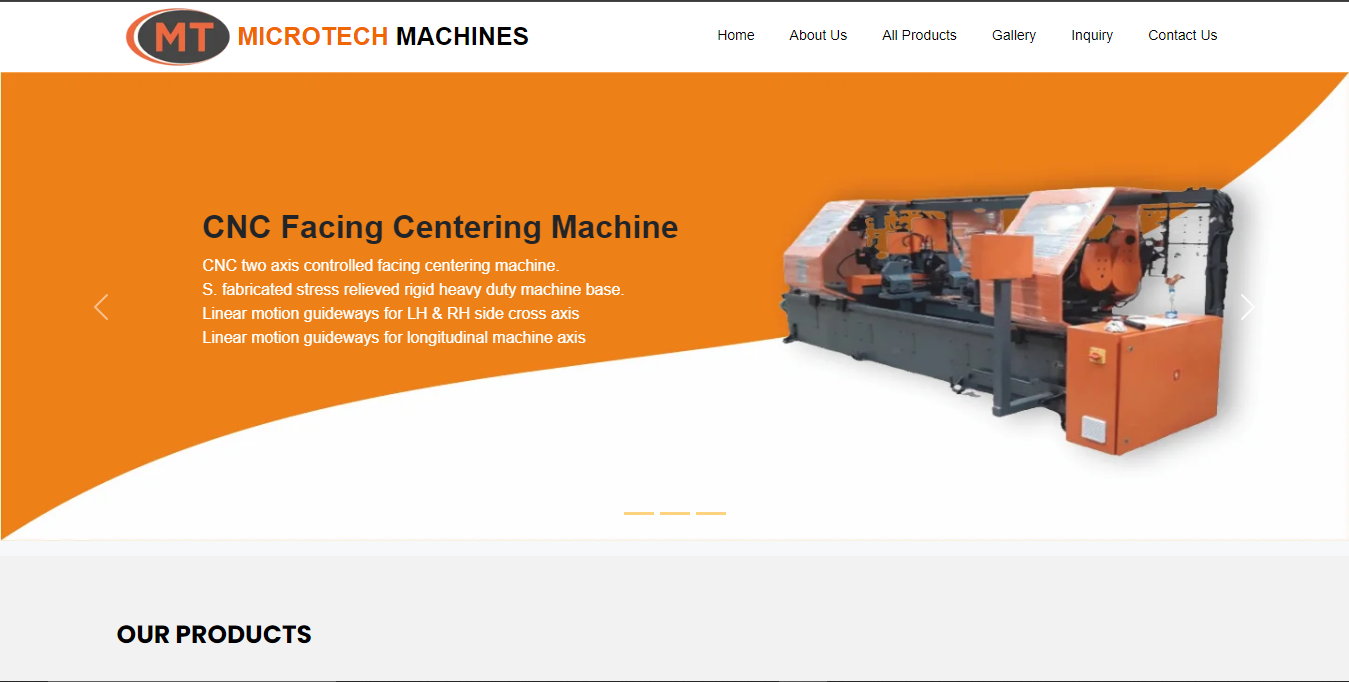 MT MICROTECH MACHINES
Home About Us All Products Gallery Inquiry Contact Us
CNC Facing Centering Machine
CNC two axis controlled facing centering machine.
S. fabricated stress relieved rigid heavy duty machine base.
Linear motion guideways for LH & RH side cross axis
Linear motion guideways for longitudinal machine axis
OUR PRODUCTS